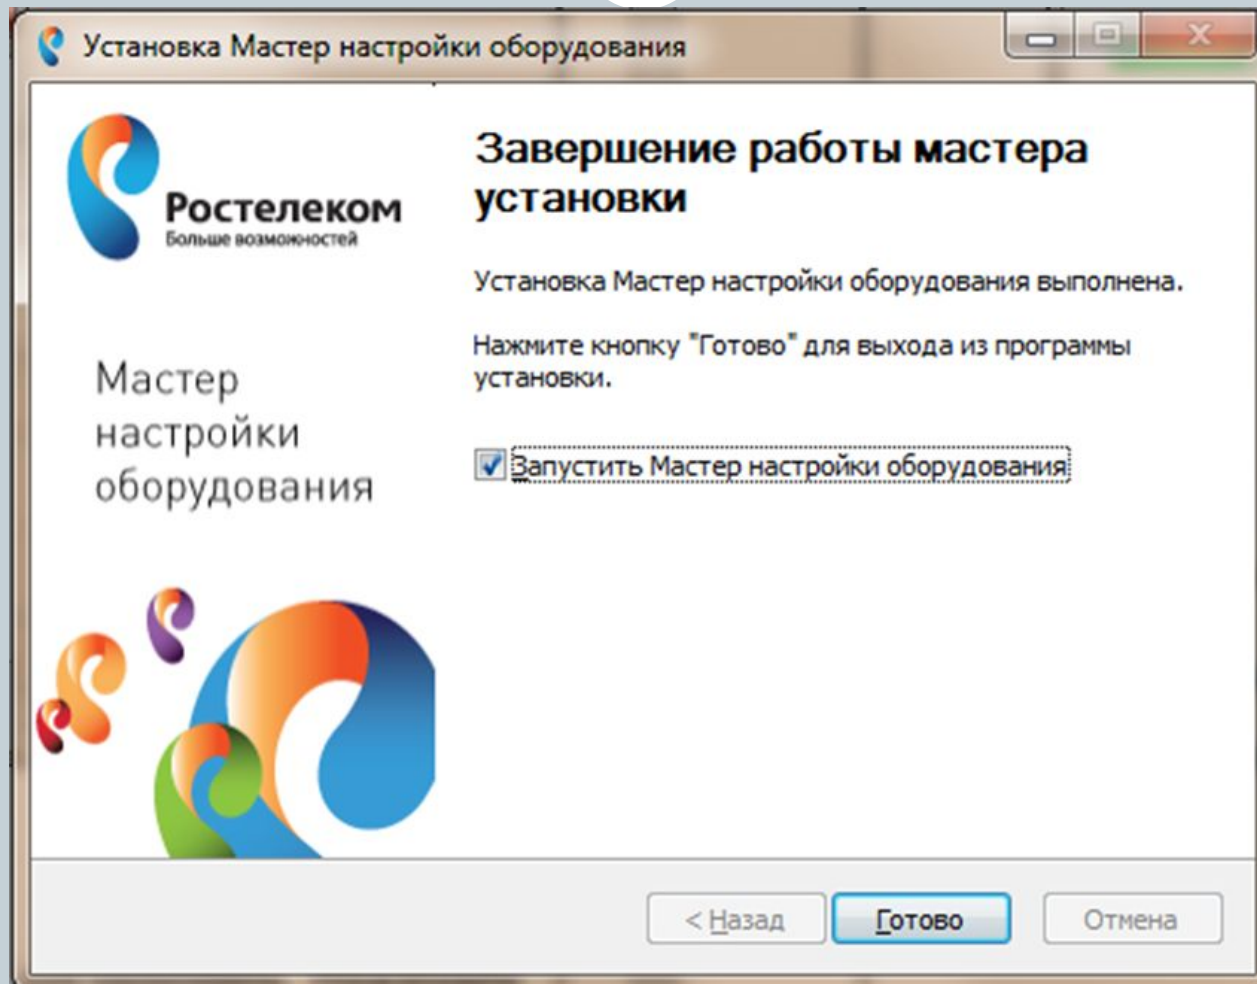 Установка Мастер настройки оборудования
Ростелеком
Больше возможностей
Мастер
настройки
оборудования
Завершение работы мастера
установки
Установка Мастер настройки оборудования выполнена.
Нажмите кнопку "Готово" для выхода из программы
установки.
Запустить Мастер настройки оборудования
< Назад
Готово
Отмена